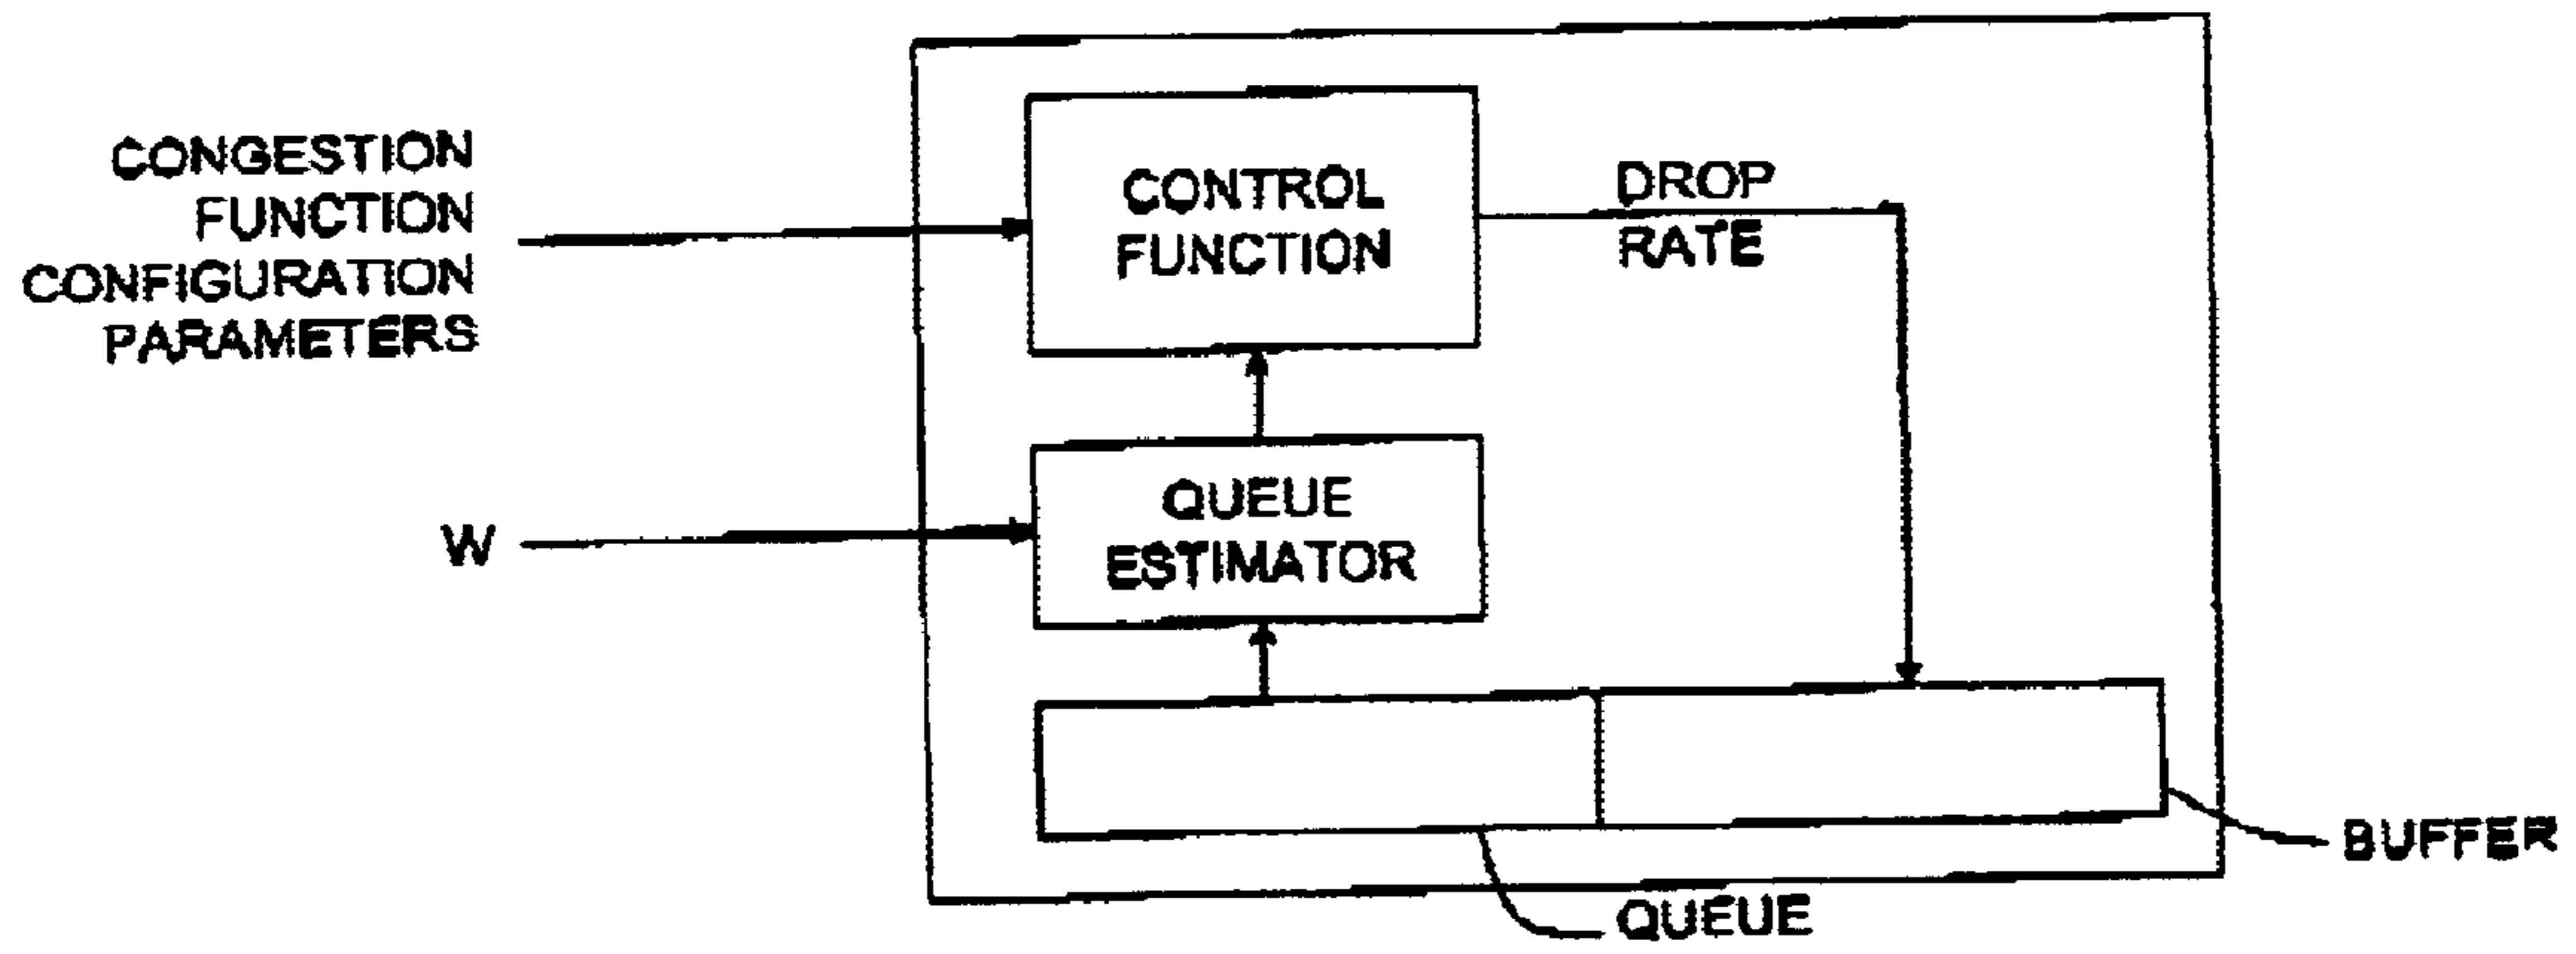 CONGESTION
FUNCTION
CONFIGURATION
PARAMETERS
CONTROL
FUNCTION
DROP
RATE
W
QUEUE
ESTIMATOR
BUFFER
QUEUE